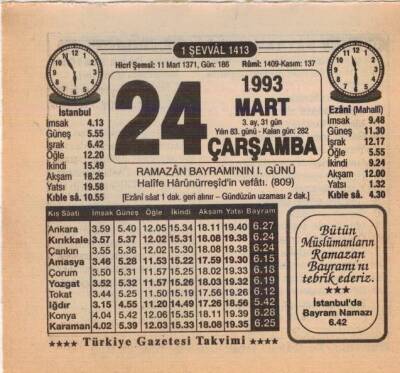 1 ŞEVVÂL 1413
Hicrî Şemsî: 11 Mart 1371, Gün: 186 Rûmî: 1409-Kasım: 137
İstanbul
İmsak 4.13
Güneş 5.55
İşrak 6.42
Öğle 12.20
İkindi 15.49
Akşam 18.26
Yatsı 19.58
Kıble sâ. 10.55
24
1993
MART
3. ay, 31 gün
Yılın 83. günü - Kalan gün: 282
ÇARŞAMBA
Ezânî (Mahallî)
İmsak 9.48
Güneş 11.30
İşrak 12.17
Öğle 5.55
İkindi 9.24
Akşam 12.00
Yatsı 1.32
Kıble sâ. 4.30
RAMAZÂN BAYRAMI'NIN I. GÜNÜ
Halîfe Hârûnürreşîd'in vefâtı. (809)
[Ezânî sâat 1 dak. geri alınır – Gündüzün uzaması 2 dak.]
Kış Sâati İmsak Güneş Öğle İkindi Akşam Yatsı Bayram
Ankara 3.59 5.40 12.05 15.34 18.11 19.40 6.27
Kırıkkale 3.57 5.37 12.02 15.31 18.08 19.38 6.24
Çankırı 3.55 5.36 12.02 15.30 18.08 19.38 6.24
Amasya 3.46 5.28 11.53 15.22 17.59 19.30 6.15
Çorum 3.50 5.31 11.57 15.25 18.02 19.33 6.18
Yozgat 3.52 5.32 11.57 15.26 18.03 19.33 6.19
Tokat 3.44 5.25 11.50 15.19 7.56 19.26 6.12
Iğdır 3.15 4.55 11.20 14.49 17.26 18.56 5.42
Konya 4.04 5.42 12.06 15.35 18.11 19.39 6.28
Karaman 4.02 5.39 12.03 15.33 18.08 19.35 6.25
Bütün
Müslümanların
Ramazan
Bayramı'nı
tebrik ederiz.
★★★
İstanbul'da
Bayram Namazı
6.42
★★★★ Türkiye Gazetesi Takvimi ★★★★